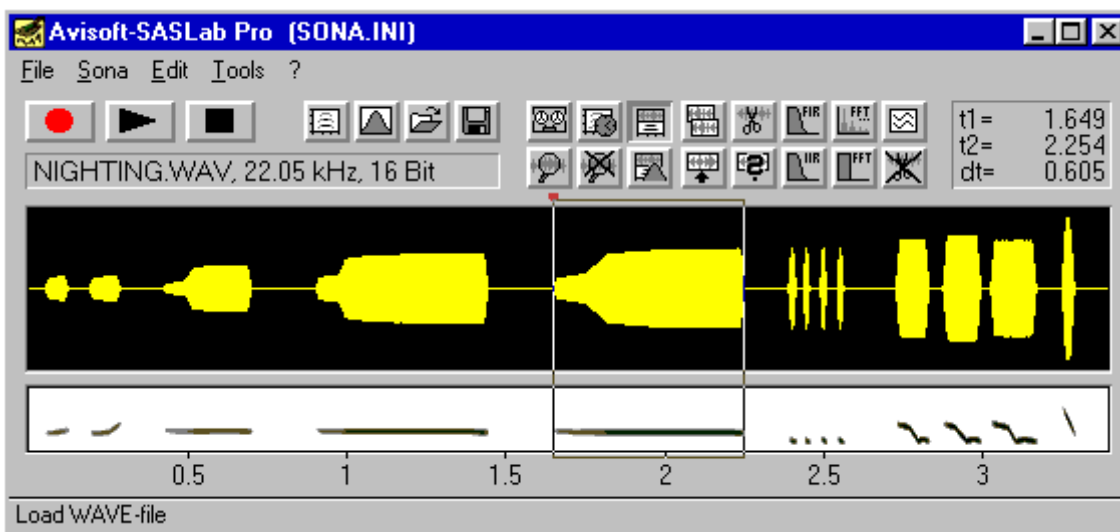 Avisoft-SASLab Pro (SONA.INI)
File Sona Edit Tools ?
FIR FFT
t1 = 1.649
t2 = 2.254
dt= 0.605
NIGHTING.WAV, 22.05 kHz, 16 Bit
IIR FFT
0.5 1 1.5 2 2.5 3
Load WAVE-file